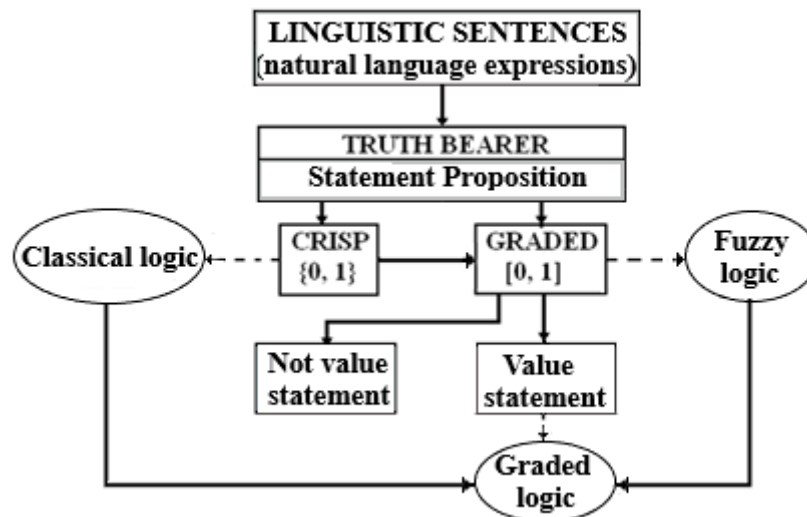 LINGUISTIC SENTENCES
(natural language expressions)
TRUTH BEARER
Statement Proposition
Classical logic
CRISP
{0, 1}
GRADED
[0, 1]
Fuzzy
logic
Not value
statement
Value
statement
Graded
logic